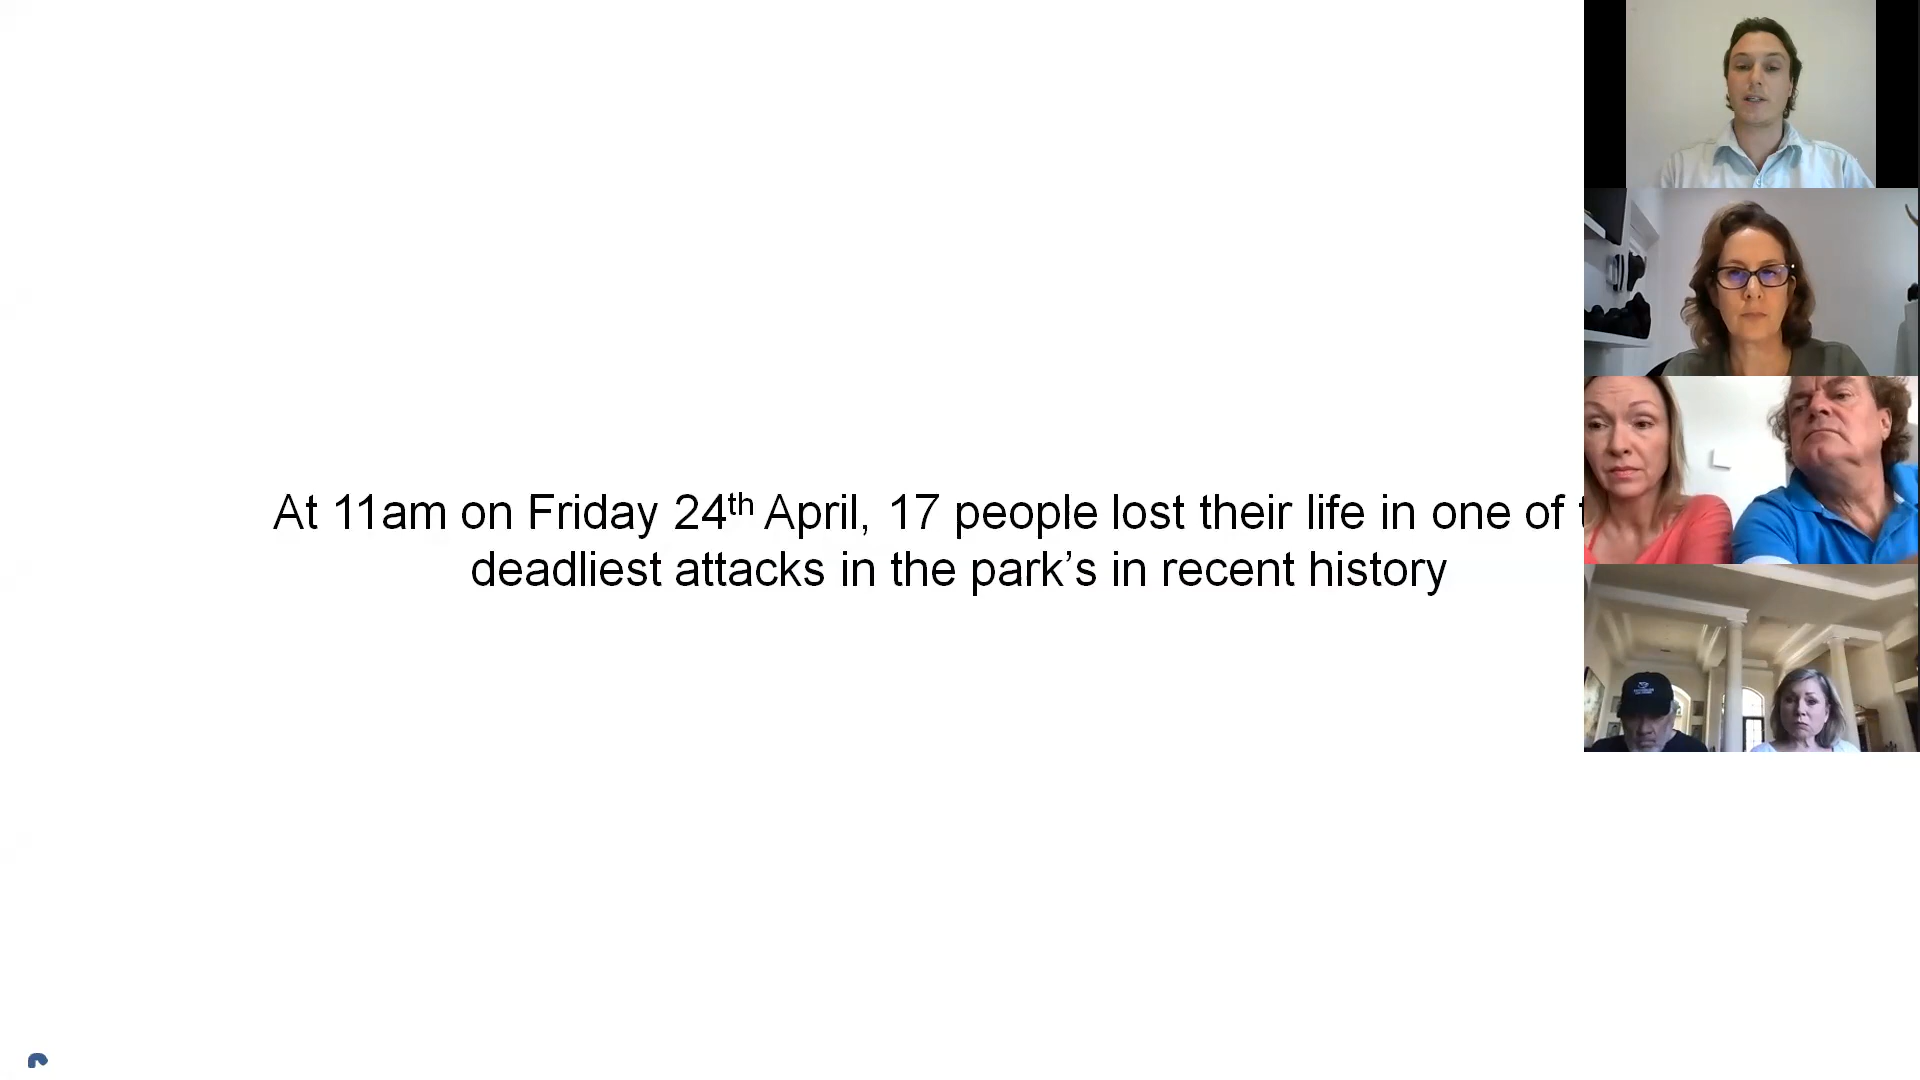 At 11am on Friday 24th April, 17 people lost their life in one of
deadliest attacks in the park’s in recent history